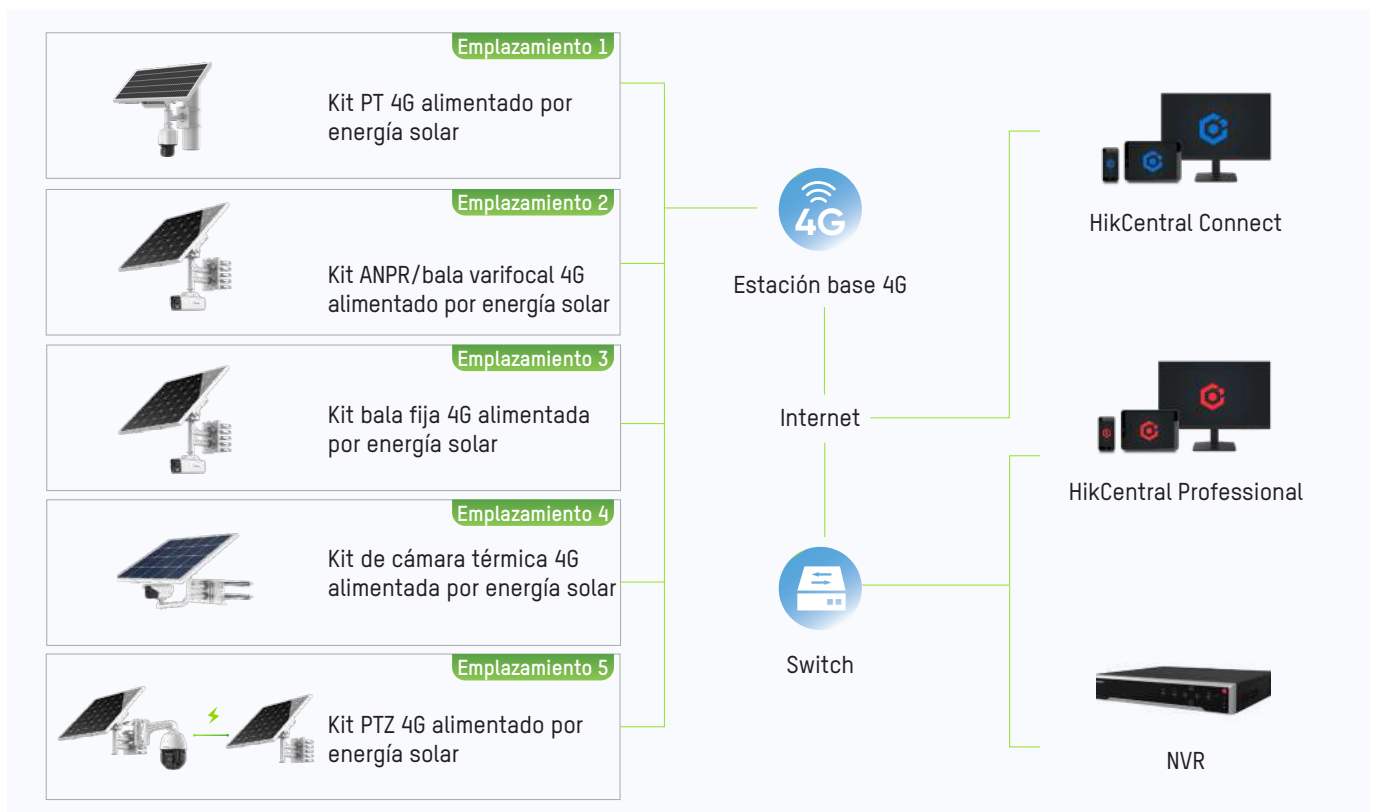 Emplazamiento 1
Kit PT 4G alimentado por
energía solar
Emplazamiento 2
Kit ANPR/bala varifocal 4G
alimentado por energía solar
Emplazamiento 3
Kit bala fija 4G alimentada
por energía solar
Emplazamiento 4
Kit de cámara térmica 4G
alimentada por energía solar
Emplazamiento 5
Kit PTZ 4G alimentado por
energía solar
4G
Estación base 4G
Internet
Switch
HikCentral Connect
HikCentral Professional
NVR